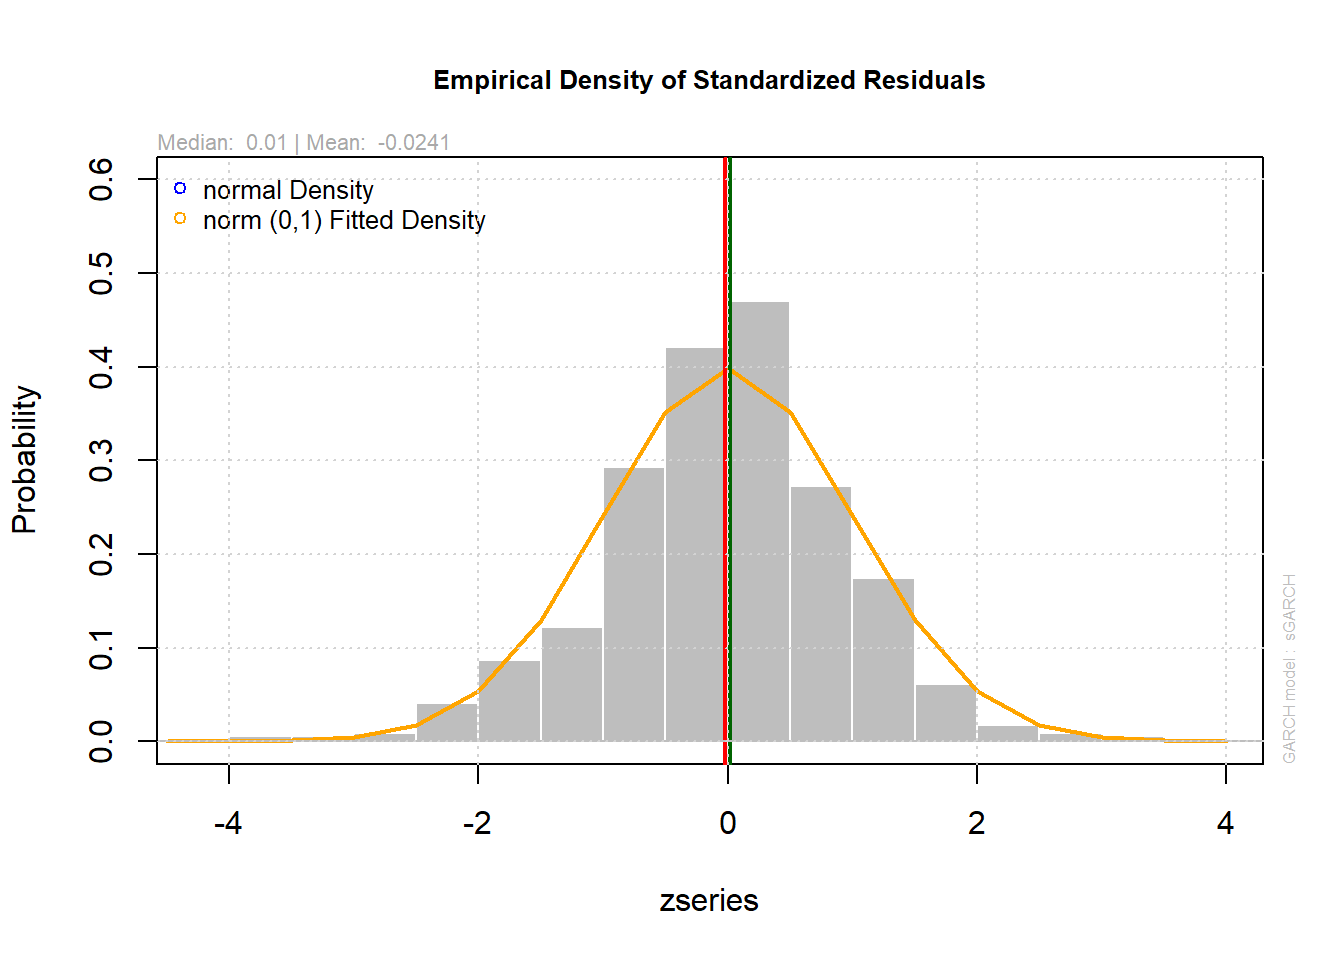 Empirical Density of Standardized Residuals
Median:  0.01 | Mean:  -0.0241
normal Density
norm (0,1) Fitted Density
Probability
0.6
0.5
0.4
0.3
0.2
0.1
0.0
-4
-2
0
2
4
zseries
GARCH model :  sGARCH